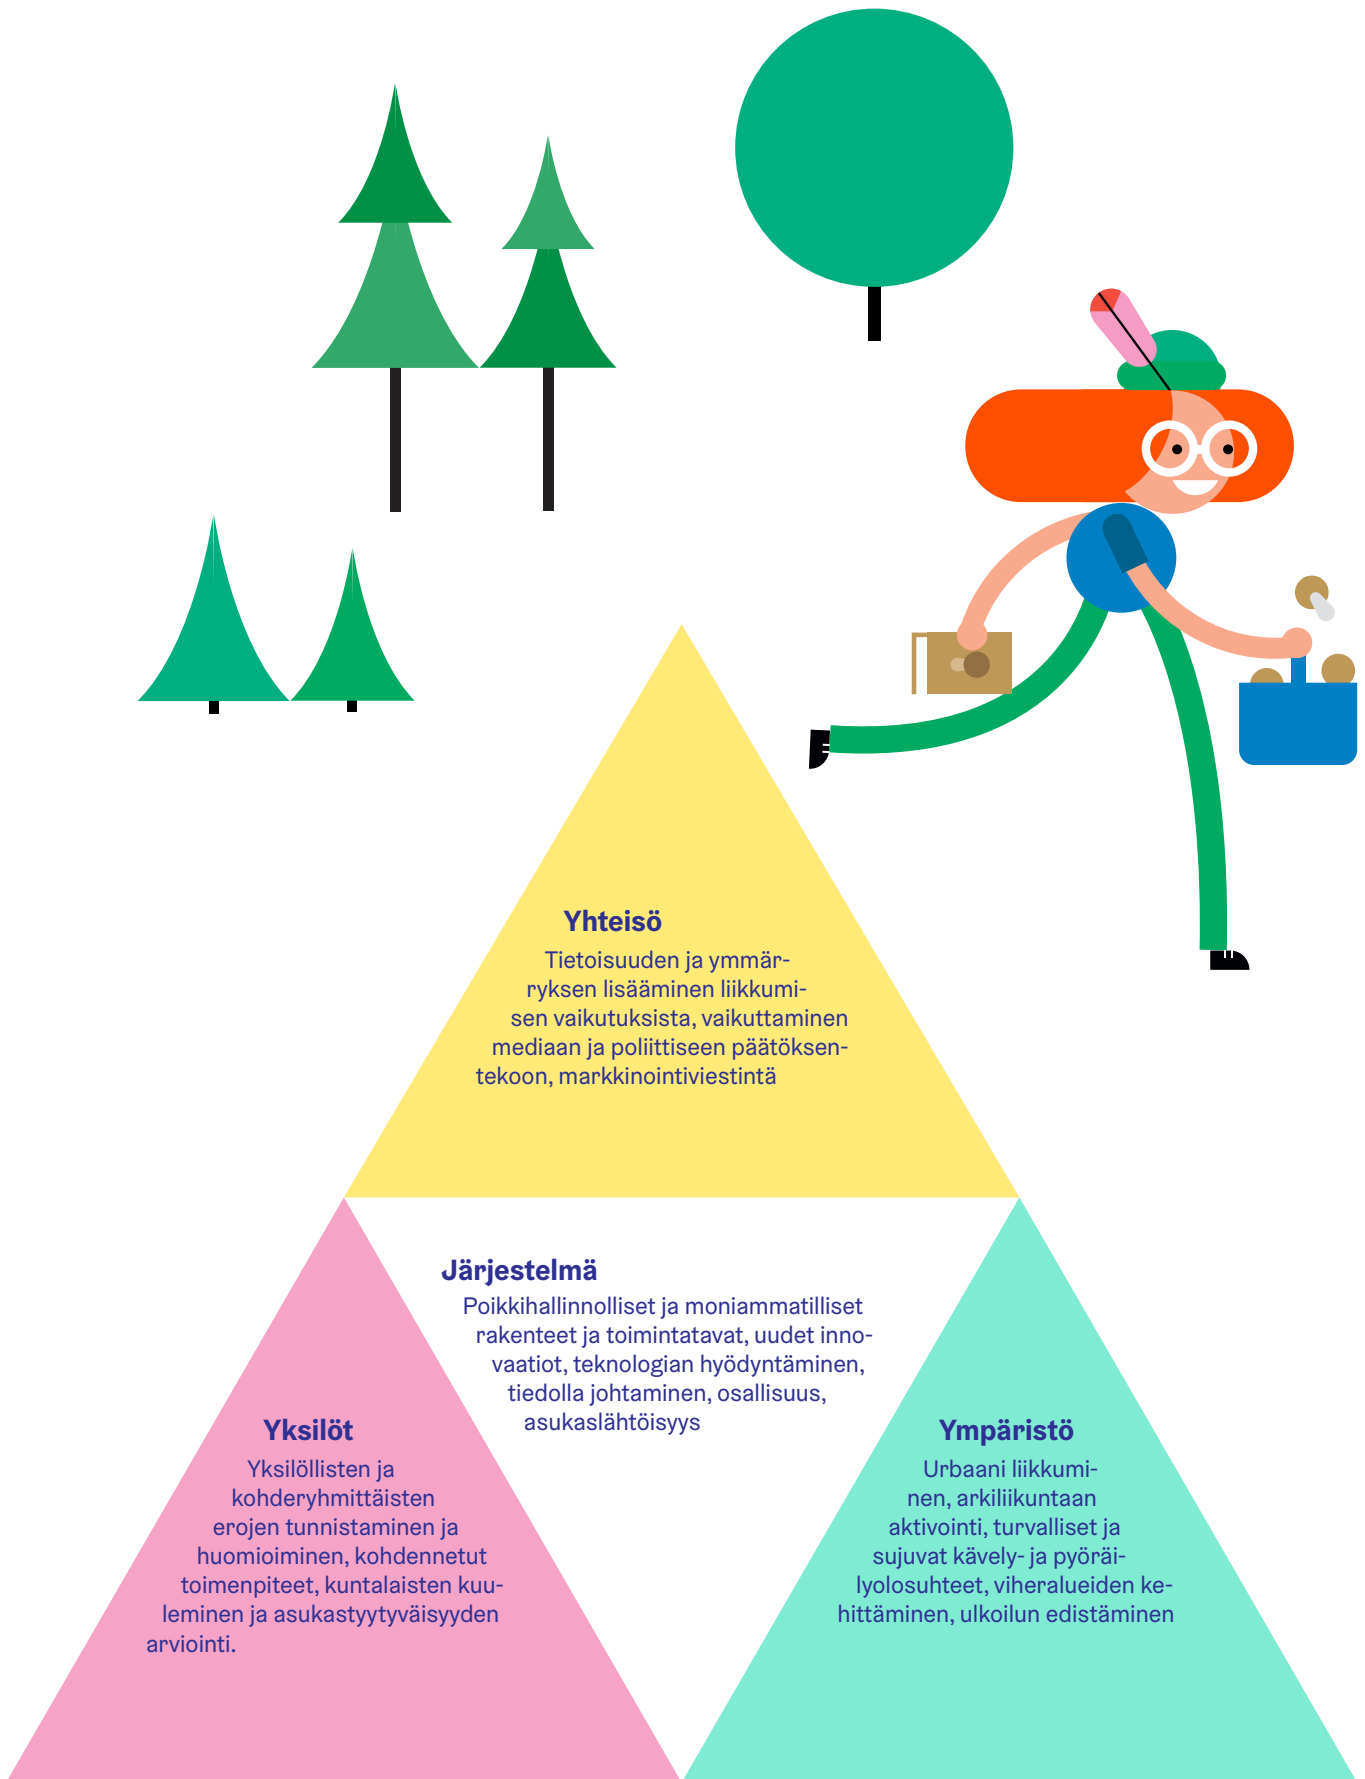 Yhteisö
Tietoisuuden ja ymmär-
ryksen lisääminen liikkumi-
sen vaikutuksista, vaikuttaminen
mediaan ja poliittiseen päätöksen-
tekoon, markkinointiviestintä
Järjestelmä
Poikkihallinnolliset ja moniammatilliset
rakenteet ja toimintatavat, uudet inno-
vaatiot, teknologian hyödyntäminen,
tiedolla johtaminen, osallisuus,
asukaslähtöisyys
Yksilöt
Yksilöllisten ja
kohderyhmittäisten
erojen tunnistaminen ja
huomioiminen, kohdennetut
toimenpiteet, kuntalaisten kuu-
leminen ja asukastyytyväisyyden
arviointi.
Ympäristö
Urbaani liikkumi-
nen, arkiliikuntaan
aktivointi, turvalliset ja
sujuvat kävely- ja pyöräi-
lyolosuhteet, viheralueiden ke-
hittäminen, ulkoilun edistäminen